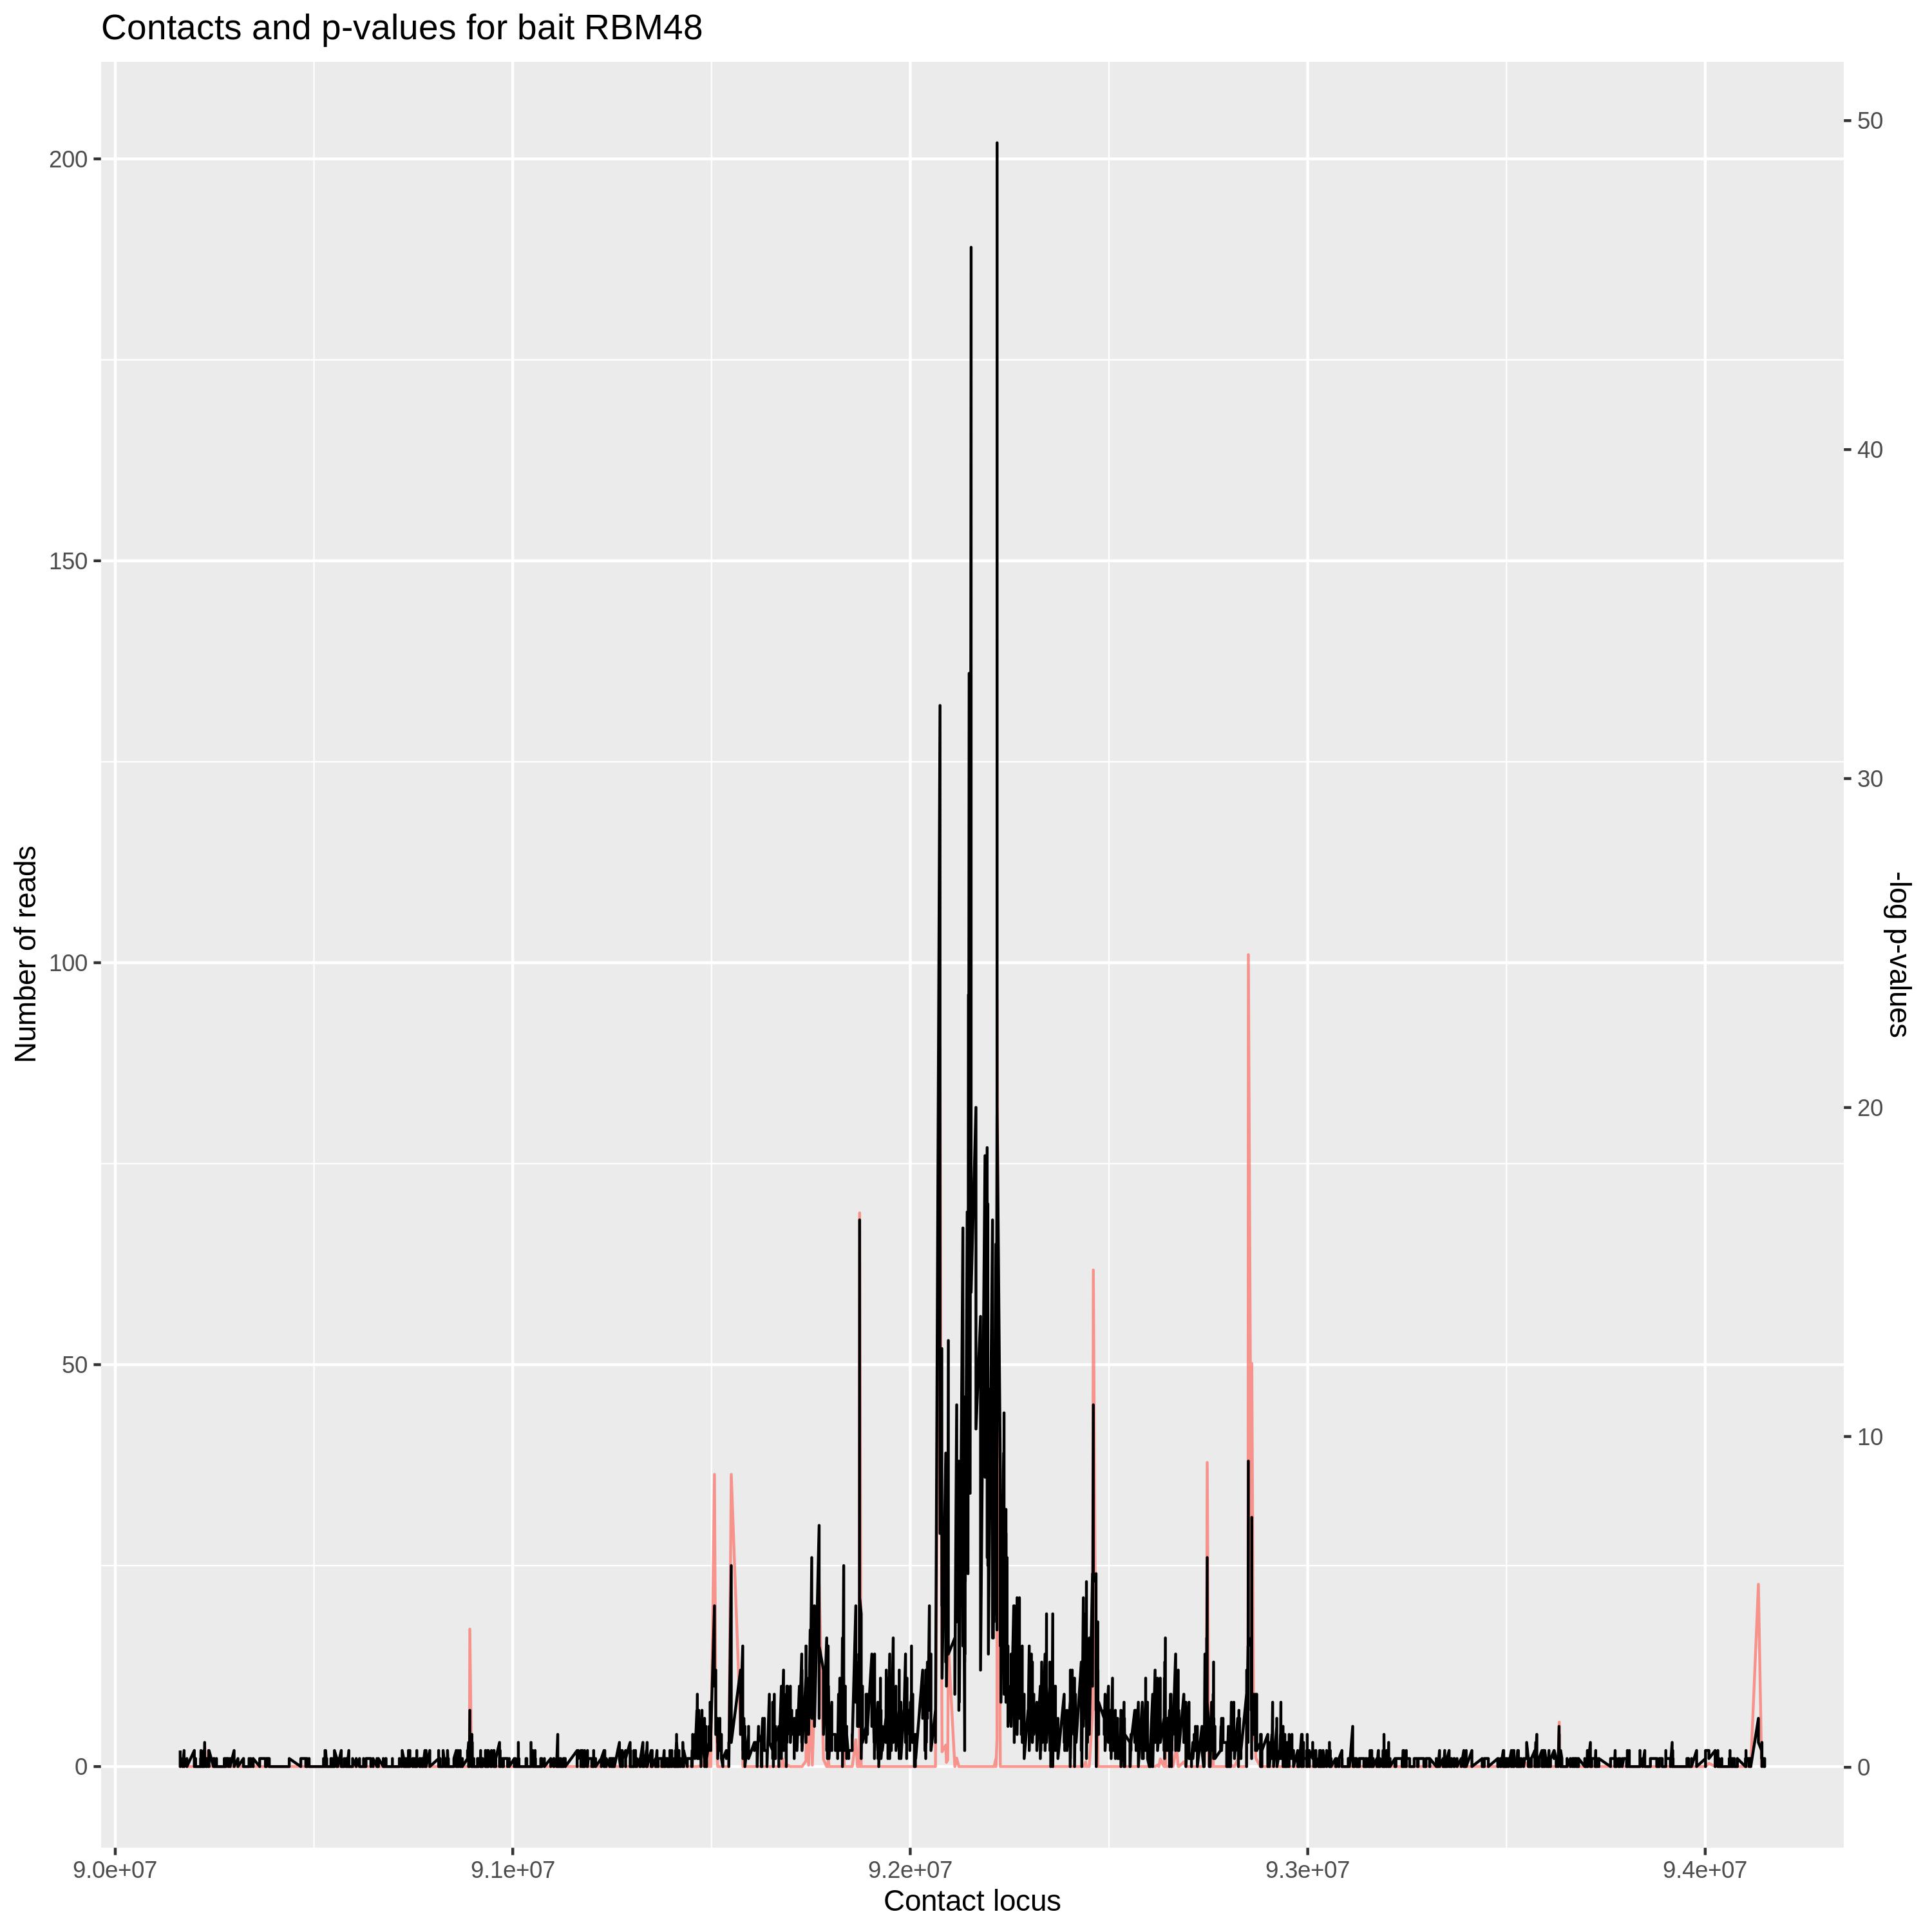 Contacts and p-values for bait RBM48
200
150
100
50
0
Number of reads
50
40
30
20
10
0
-log p-values
9.0e+07
9.1e+07
9.2e+07
9.3e+07
9.4e+07
Contact locus